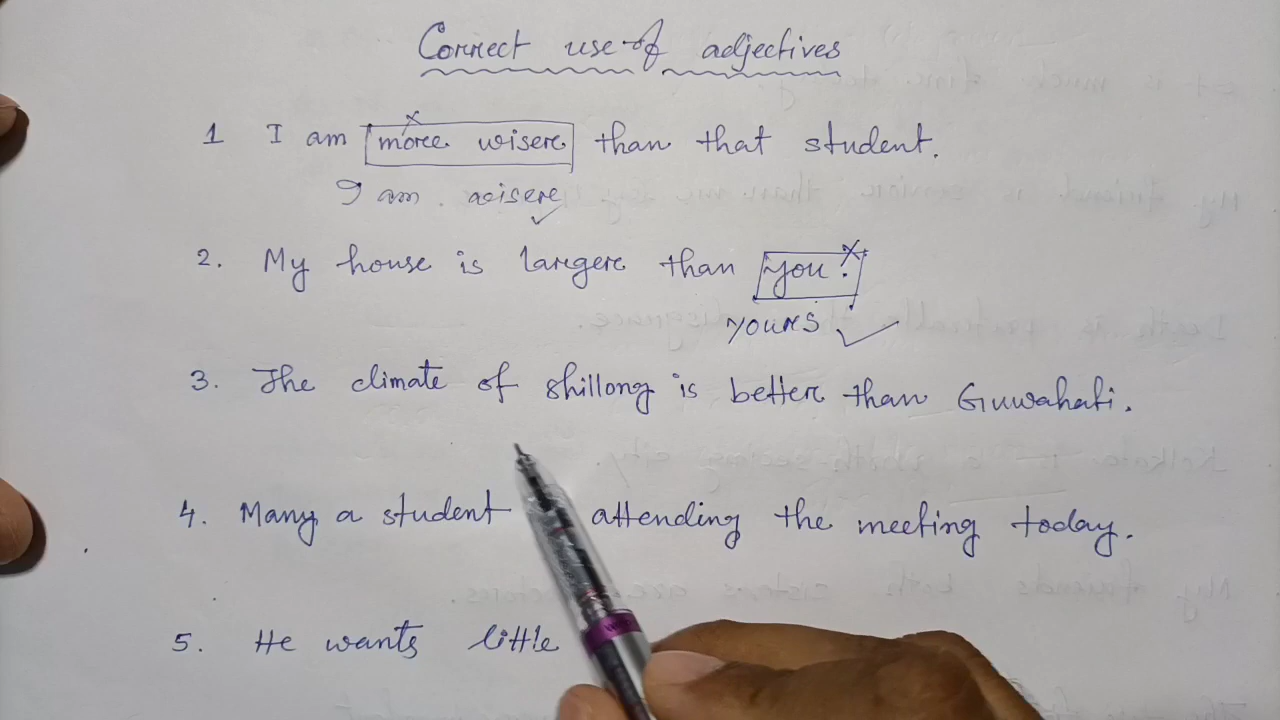 Correct use of adjectives
1 I am more wiser than that student.
I am wiser
2. My house is larger than you.
yours
3. The climate of shillong is better than Guwahati.
4. Many a student attending the meeting today.
5. He wants little